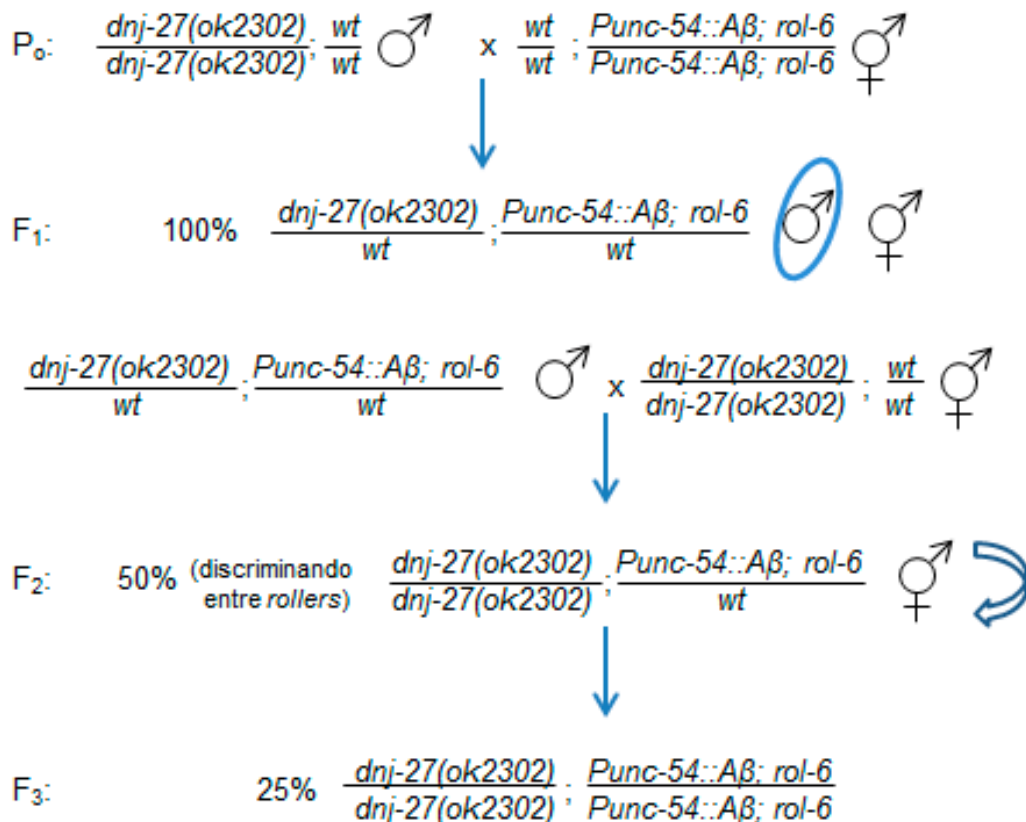 P₀: dnj-27(ok2302) ; wt x wt ; Punc-54::Aβ; rol-6
dnj-27(ok2302) wt wt Punc-54::Aβ; rol-6
F₁: 100% dnj-27(ok2302) ; Punc-54::Aβ; rol-6
wt wt
dnj-27(ok2302) ; Punc-54::Aβ; rol-6 x dnj-27(ok2302) ; wt
wt wt dnj-27(ok2302) wt
F₂: 50% (discriminando dnj-27(ok2302) ; Punc-54::Aβ; rol-6
entre rollers) dnj-27(ok2302) wt
F₃: 25% dnj-27(ok2302) ; Punc-54::Aβ; rol-6
dnj-27(ok2302) Punc-54::Aβ; rol-6